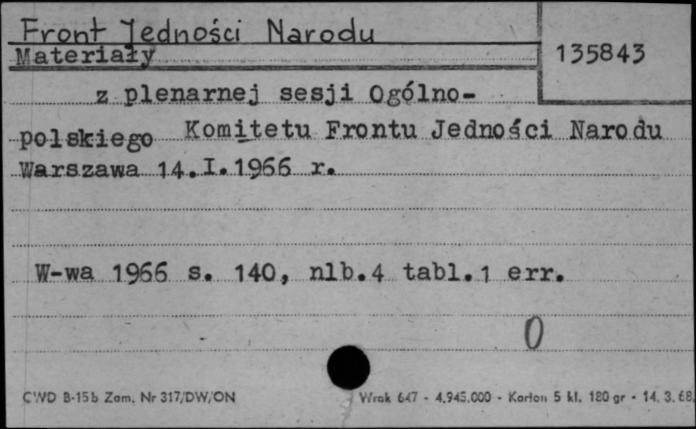 Front Jedności Narodu
Materiały
135843
z plenarnej sesji Ogólno-
polskiego Komitetu Frontu Jedności Narodu
Warszawa 14.I.1966 r.
W-wa 1966 s. 140, nlb.4 tabl.1 err.
0
CWD B-15b Zam. Nr 317/DW/ON
Wrak 647 - 4.945.000 - Karton 5 kl. 180 gr - 14. 3. 68.